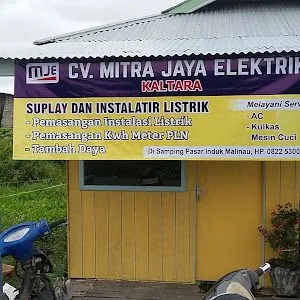 MJE CV. MITRA JAYA ELEKTRIK
KALTARA
SUPLAY DAN INSTALATIR LISTRIK
- Pemasangan Instalasi Listrik
- Pemasangan Kwh Meter PLN
- Tambah Daya
Melayani Serv
- AC
- Kulkas
- Mesin Cuci
Di Samping Pasar Induk Malinau, HP. 0822 5300